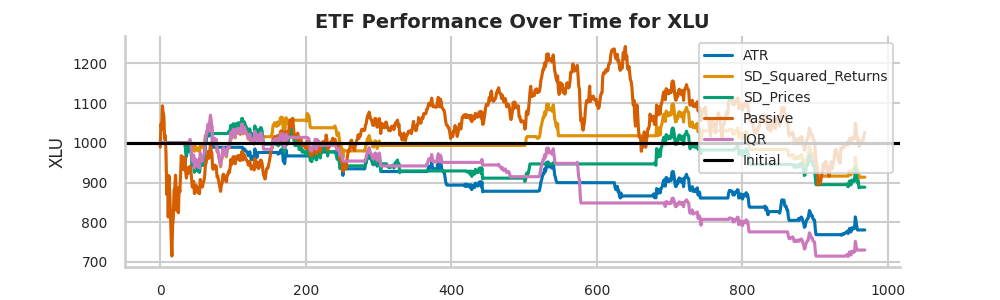 ETF Performance Over Time for XLU
XLU
1200
1100
1000
900
800
700
0
200
400
600
800
1000
ATR
SD_Squared_Returns
SD_Prices
Passive
IQR
Initial